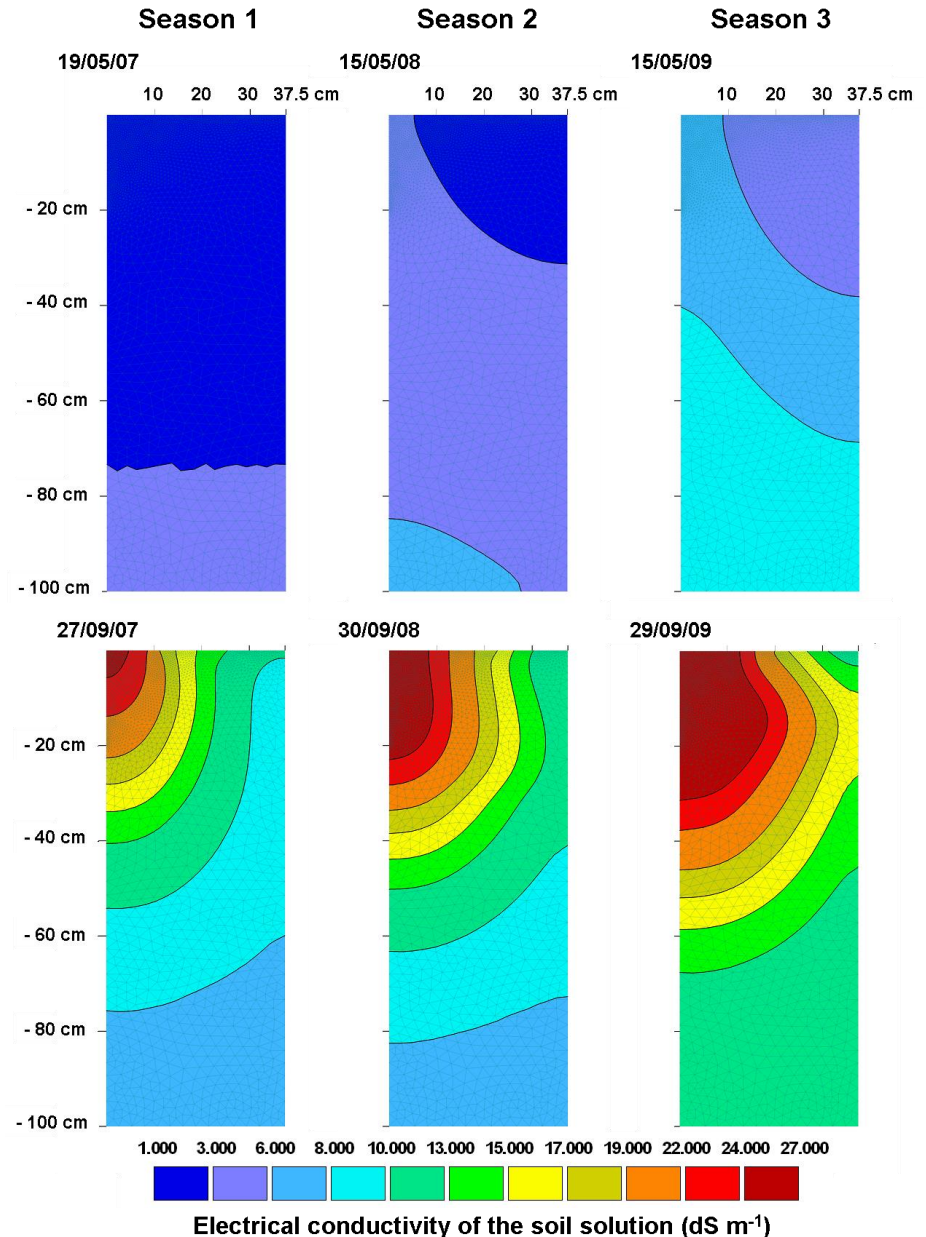 Season 1 Season 2 Season 3
19/05/07 15/05/08 15/05/09
10 20 30 37.5 cm 10 20 30 37.5 cm 10 20 30 37.5 cm
- 20 cm
- 40 cm
- 60 cm
- 80 cm
- 100 cm
27/09/07 30/09/08 29/09/09
- 20 cm
- 40 cm
- 60 cm
- 80 cm
- 100 cm
1.000 3.000 6.000 8.000 10.000 13.000 15.000 17.000 19.000 22.000 24.000 27.000
Electrical conductivity of the soil solution (dS m⁻¹)